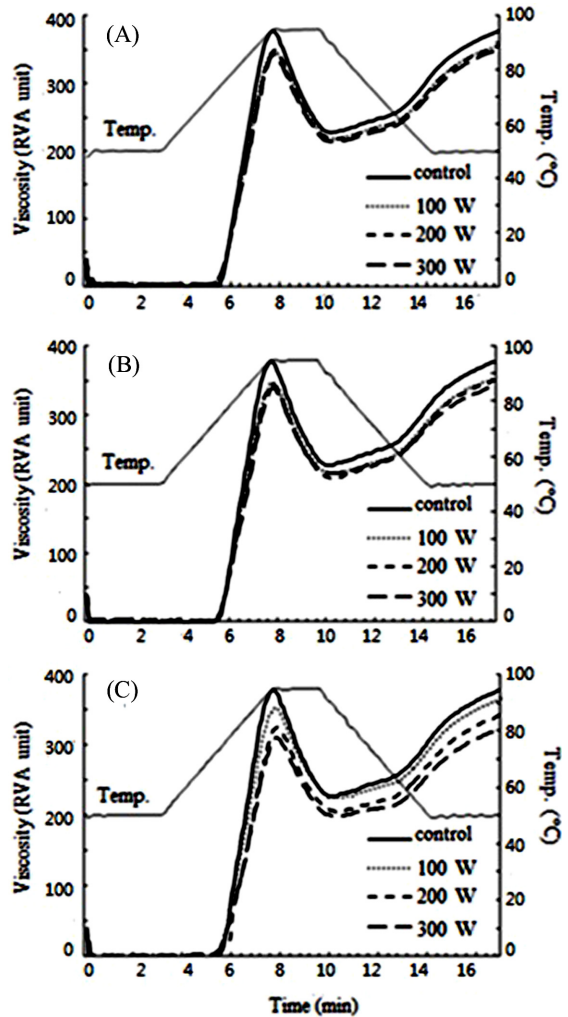 (A)
400
300
200
100
0
Viscosity (RVA unit)
Temp.
100
80
60
40
20
0
Temp. (°C)
control
100 W
200 W
300 W
0 2 4 6 8 10 12 14 16
(B)
400
300
200
100
0
Viscosity (RVA unit)
Temp.
100
80
60
40
20
0
Temp. (°C)
control
100 W
200 W
300 W
0 2 4 6 8 10 12 14 16
(C)
400
300
200
100
0
Viscosity (RVA unit)
Temp.
100
80
60
40
20
0
Temp. (°C)
control
100 W
200 W
300 W
0 2 4 6 8 10 12 14 16
Time (min)